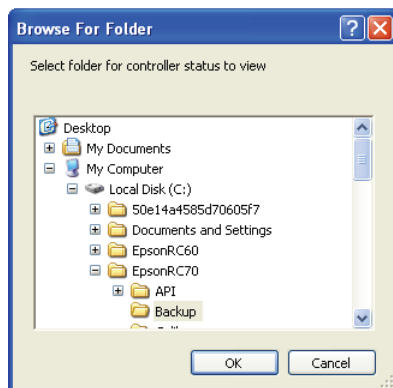 Browse For Folder
Select folder for controller status to view
Desktop
My Documents
My Computer
Local Disk (C:)
50e14a4585d70605f7
Documents and Settings
EpsonRC60
EpsonRC70
API
Backup
OK
Cancel